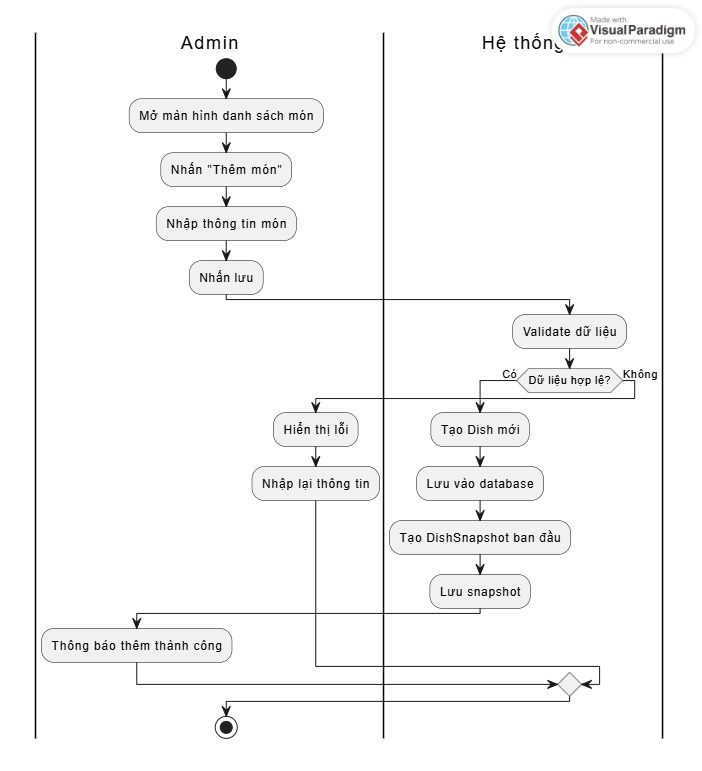 Made with
VisualParadigm
For non-commercial use
Admin
Hệ thống
Mở màn hình danh sách món
Nhấn "Thêm món"
Nhập thông tin món
Nhấn lưu
Validate dữ liệu
Có
Dữ liệu hợp lệ?
Không
Hiển thị lỗi
Tạo Dish mới
Nhập lại thông tin
Lưu vào database
Tạo DishSnapshot ban đầu
Lưu snapshot
Thông báo thêm thành công